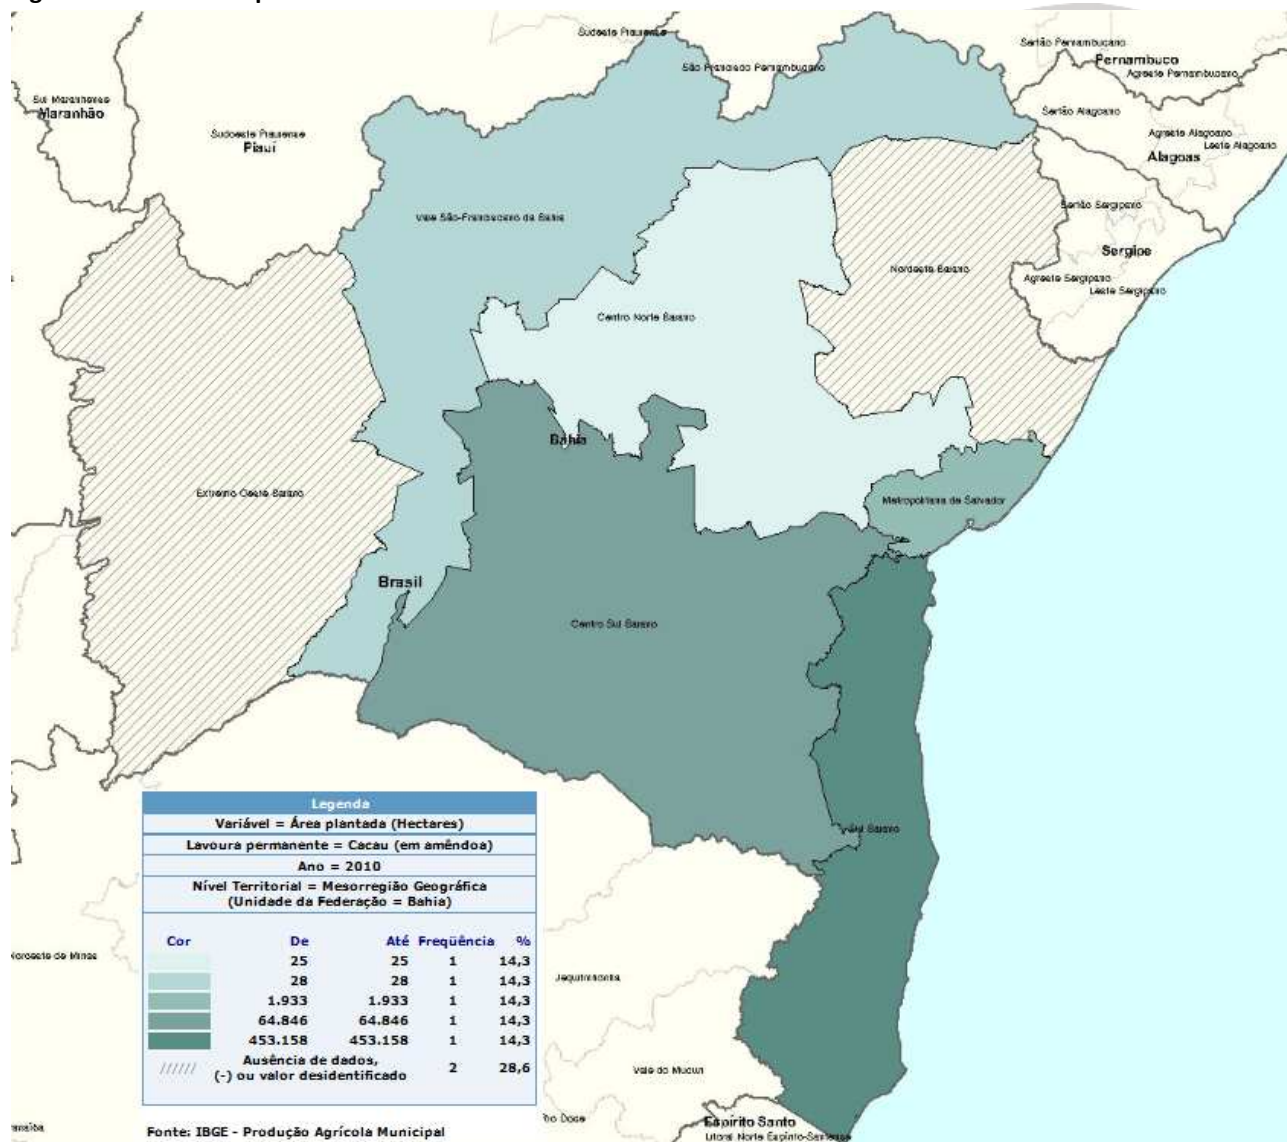 Sudoeste Piauiense
Sertão Pernambucano
Pernambuco
São Francisco Pernambucano
Agreste Pernambucano
Sul Maranhense
Maranhão
Sertão Alagoano
Sudoeste Piauiense
Piauí
Agreste Alagoano
Leste Alagoano
Alagoas
Vale São-Franciscano da Bahia
Sertão Sergipano
Sergipe
Nordeste Baiano
Agreste Sergipano
Leste Sergipano
Centro Norte Baiano
Bahia
Extremo Oeste Baiano
Metropolitana de Salvador
Brasil
Centro Sul Baiano
Sul Baiano
Legenda
Variável = Área plantada (Hectares)
Lavoura permanente = Cacau (em amêndoa)
Ano = 2010
Nível Territorial = Mesorregião Geográfica
(Unidade da Federação = Bahia)
Cor De Até Freqüência %
25 25 1 14,3
28 28 1 14,3
1.933 1.933 1 14,3
64.846 64.846 1 14,3
453.158 453.158 1 14,3
Ausência de dados,
(-) ou valor desidentificado 2 28,6
de Minas
Jequitinhonha
Vale do Mucuri
Doce
Espírito Santo
Litoral Norte Espírito-Santense
Fonte: IBGE - Produção Agrícola Municipal